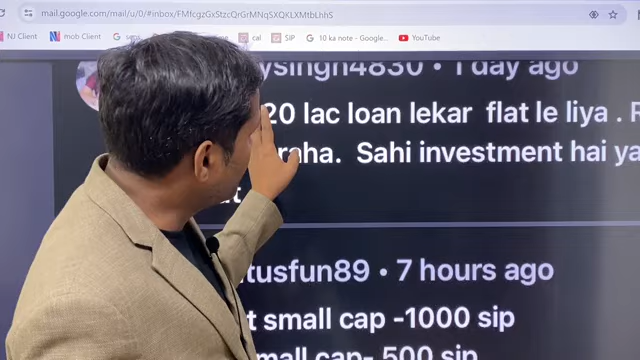 mail.google.com/mail/u/0/#inbox/FMfcgzGxStzcQrGrMNqSXQKLXMtbLhhS
NJ Client mob Client cal SIP 10 ka note - Google... YouTube
ysingh4830 • 1 day ago
20 lac loan lekar flat le liya . R
raha. Sahi investment hai ya
tusfun89 • 7 hours ago
t small cap -1000 sip
mall cap- 500 sip